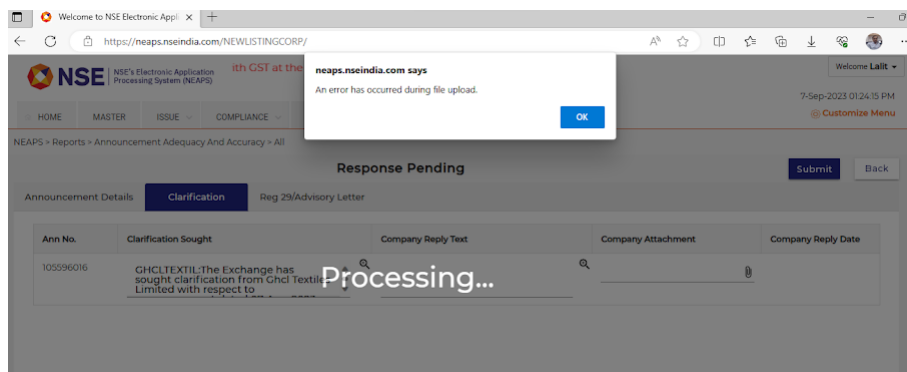 Welcome to NSE Electronic Appli
https://neaps.nseindia.com/NEWLISTINGCORP/
NSE
NSE's Electronic Application
Processing System (NEAPS)
ith GST at the
neaps.nseindia.com says
An error has occurred during file upload.
OK
Welcome Lalit
7-Sep-2023 01:24:15 PM
Customize Menu
HOME MASTER ISSUE COMPLIANCE
NEAPS > Reports > Announcement Adequacy And Accuracy > All
Response Pending
Submit Back
Announcement Details Clarification Reg 29/Advisory Letter
Ann No. Clarification Sought Company Reply Text Company Attachment Company Reply Date
105596016
GHCLTEXTIL:The Exchange has
sought clarification from Ghcl Textiles
Limited with respect to
Processing...